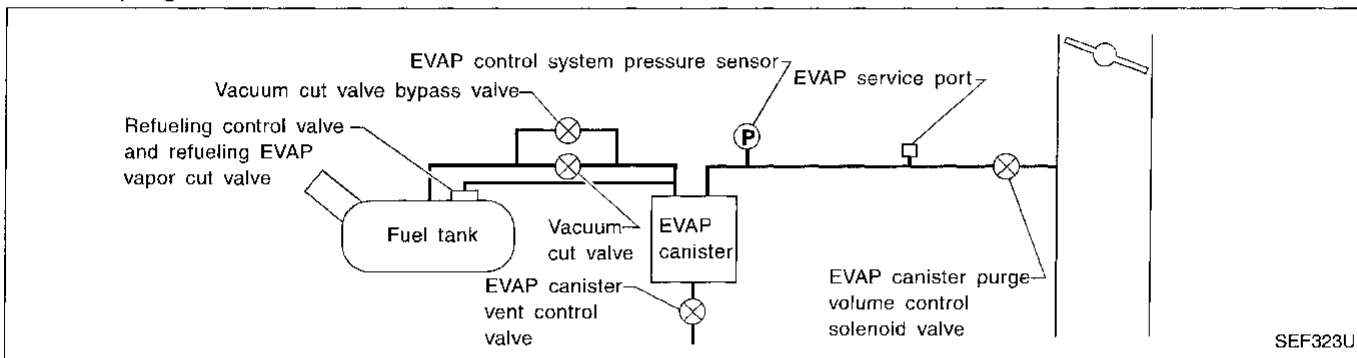 EVAP control system pressure sensor
EVAP service port
Vacuum cut valve bypass valve
Refueling control valve
and refueling EVAP
vapor cut valve
P
Fuel tank
Vacuum
cut valve
EVAP
canister
EVAP canister
vent control
valve
EVAP canister purge
volume control
solenoid valve
SEF323U